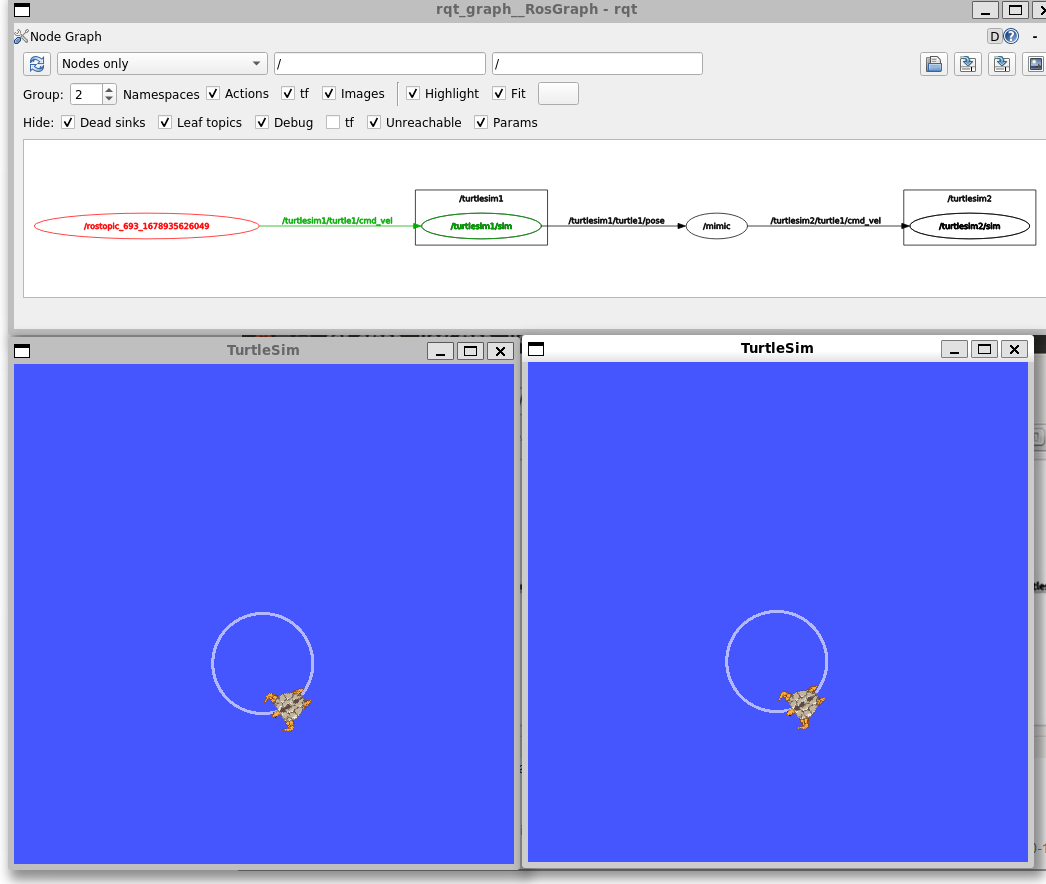 rqt_graph__RosGraph - rqt
Node Graph
D ? -
Nodes only / /
Group: 2 Namespaces Actions tf Images Highlight Fit
Hide: Dead sinks Leaf topics Debug tf Unreachable Params
/turtlesim1 /turtlesim2
/rostopic_693_1678935626049 /turtlesim1/turtle1/cmd_vel /turtlesim1/sim /turtlesim1/turtle1/pose /mimic /turtlesim2/turtle1/cmd_vel /turtlesim2/sim
TurtleSim TurtleSim